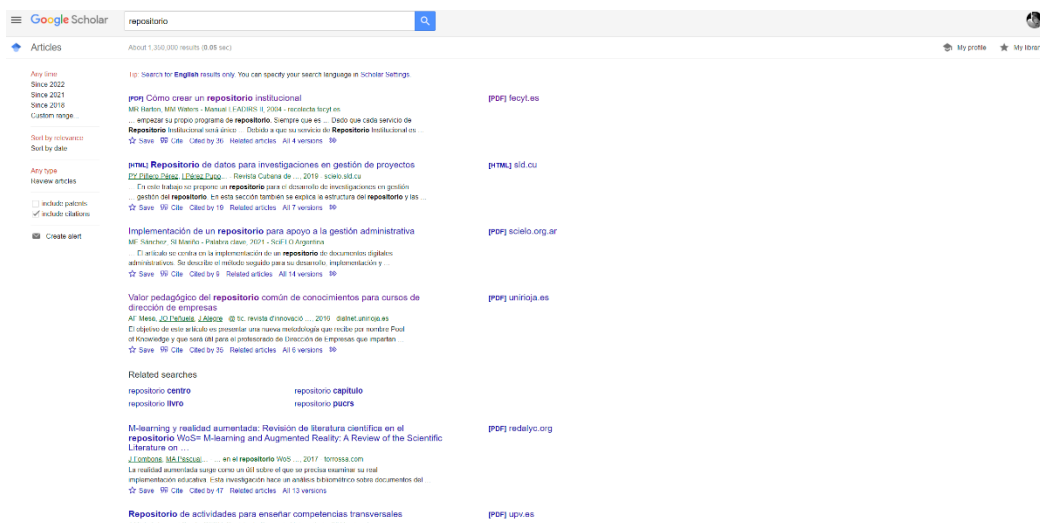 Google Scholar
repositorio
Articles
About 1,350,000 results (0.05 sec)
My profile
My library
Any time
Since 2022
Since 2021
Since 2018
Custom range...
Sort by relevance
Sort by date
Any type
Review articles
include patents
include citations
Create alert
Tip: Search for English results only. You can specify your search language in Scholar Settings.
[PDF] Cómo crear un repositorio institucional
MR Barton, MM Waters - Manual LEADIRS II, 2004 - recolecta.fecyt.es
... empezar su propio programa de repositorio. Siempre que es ... Dado que cada servicio de
Repositorio Institucional será único ... Debido a que su servicio de Repositorio Institucional es ...
Save Cite Cited by 36 Related articles All 4 versions
[PDF] fecyt.es
[HTML] Repositorio de datos para investigaciones en gestión de proyectos
PY Piñero Pérez, I Pérez Pupo... - Revista Cubana de ..., 2019 - scielo.sld.cu
... En este trabajo se propone un repositorio para el desarrollo de investigaciones en gestión
... gestión del repositorio. En esta sección también se explica la estructura del repositorio y las ...
Save Cite Cited by 19 Related articles All 7 versions
[HTML] sld.cu
Implementación de un repositorio para apoyo a la gestión administrativa
MF Sánchez, SI Mariño - Palabra clave, 2021 - SciELO Argentina
... El artículo se centra en la implementación de un repositorio de documentos digitales
administrativos. Se describe el método seguido para su desarrollo, implementación y ...
Save Cite Cited by 9 Related articles All 14 versions
[PDF] scielo.org.ar
Valor pedagógico del repositorio común de conocimientos para cursos de
dirección de empresas
AF Mesa, JO Peñuela, J Alegre - @ tic. revista d'innovació ..., 2016 - dialnet.unirioja.es
El objetivo de este artículo es presentar una nueva metodología que recibe por nombre Pool
of Knowledge y que será útil para el profesorado de Dirección de Empresas que impartan ...
Save Cite Cited by 35 Related articles All 6 versions
[PDF] unirioja.es
Related searches
repositorio centro
repositorio capítulo
repositorio livro
repositorio pucrs
M-learning y realidad aumentada: Revisión de literatura científica en el
repositorio WoS= M-learning and Augmented Reality: A Review of the Scientific
Literature on ...
J Fombona, MA Pascual... - ... en el repositorio WoS ..., 2017 - torrossa.com
La realidad aumentada surge como un útil sobre el que se precisa examinar su real
implementación educativa. Esta investigación hace un análisis bibliométrico sobre documentos del
Save Cite Cited by 47 Related articles All 13 versions
[PDF] redalyc.org
Repositorio de actividades para enseñar competencias transversales
[PDF] upv.es